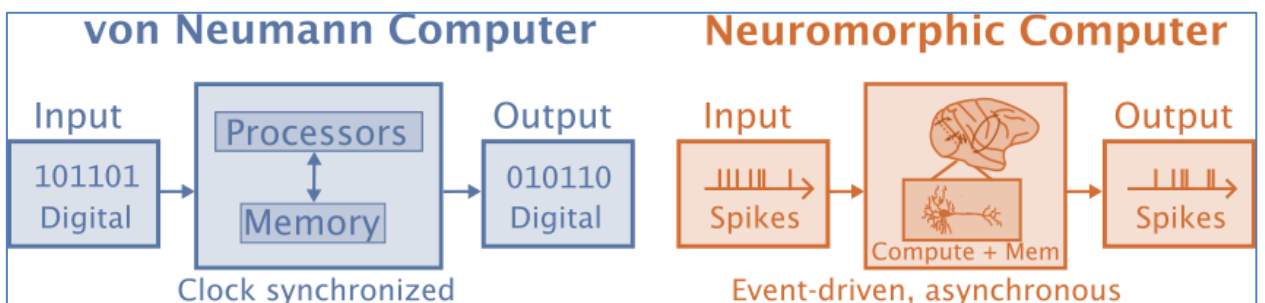 von Neumann Computer
Input
101101
Digital
Processors
Memory
Output
010110
Digital
Clock synchronized
Neuromorphic Computer
Input
Spikes
Compute + Mem
Output
Spikes
Event-driven, asynchronous